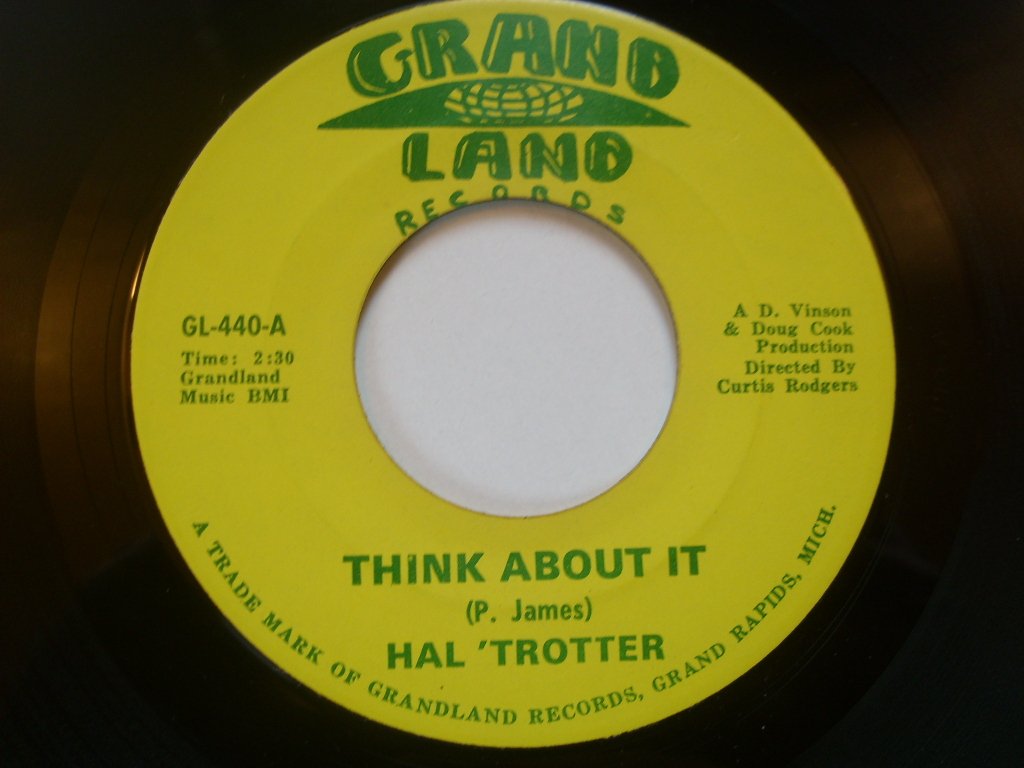 GRAND
LAND
RECORDS
GL-440-A
Time: 2:30
Grandland
Music BMI
A D. Vinson
& Doug Cook
Production
Directed By
Curtis Rodgers
THINK ABOUT IT
(P. James)
HAL 'TROTTER
A TRADE MARK OF GRANDLAND RECORDS, GRAND RAPIDS, MICH.